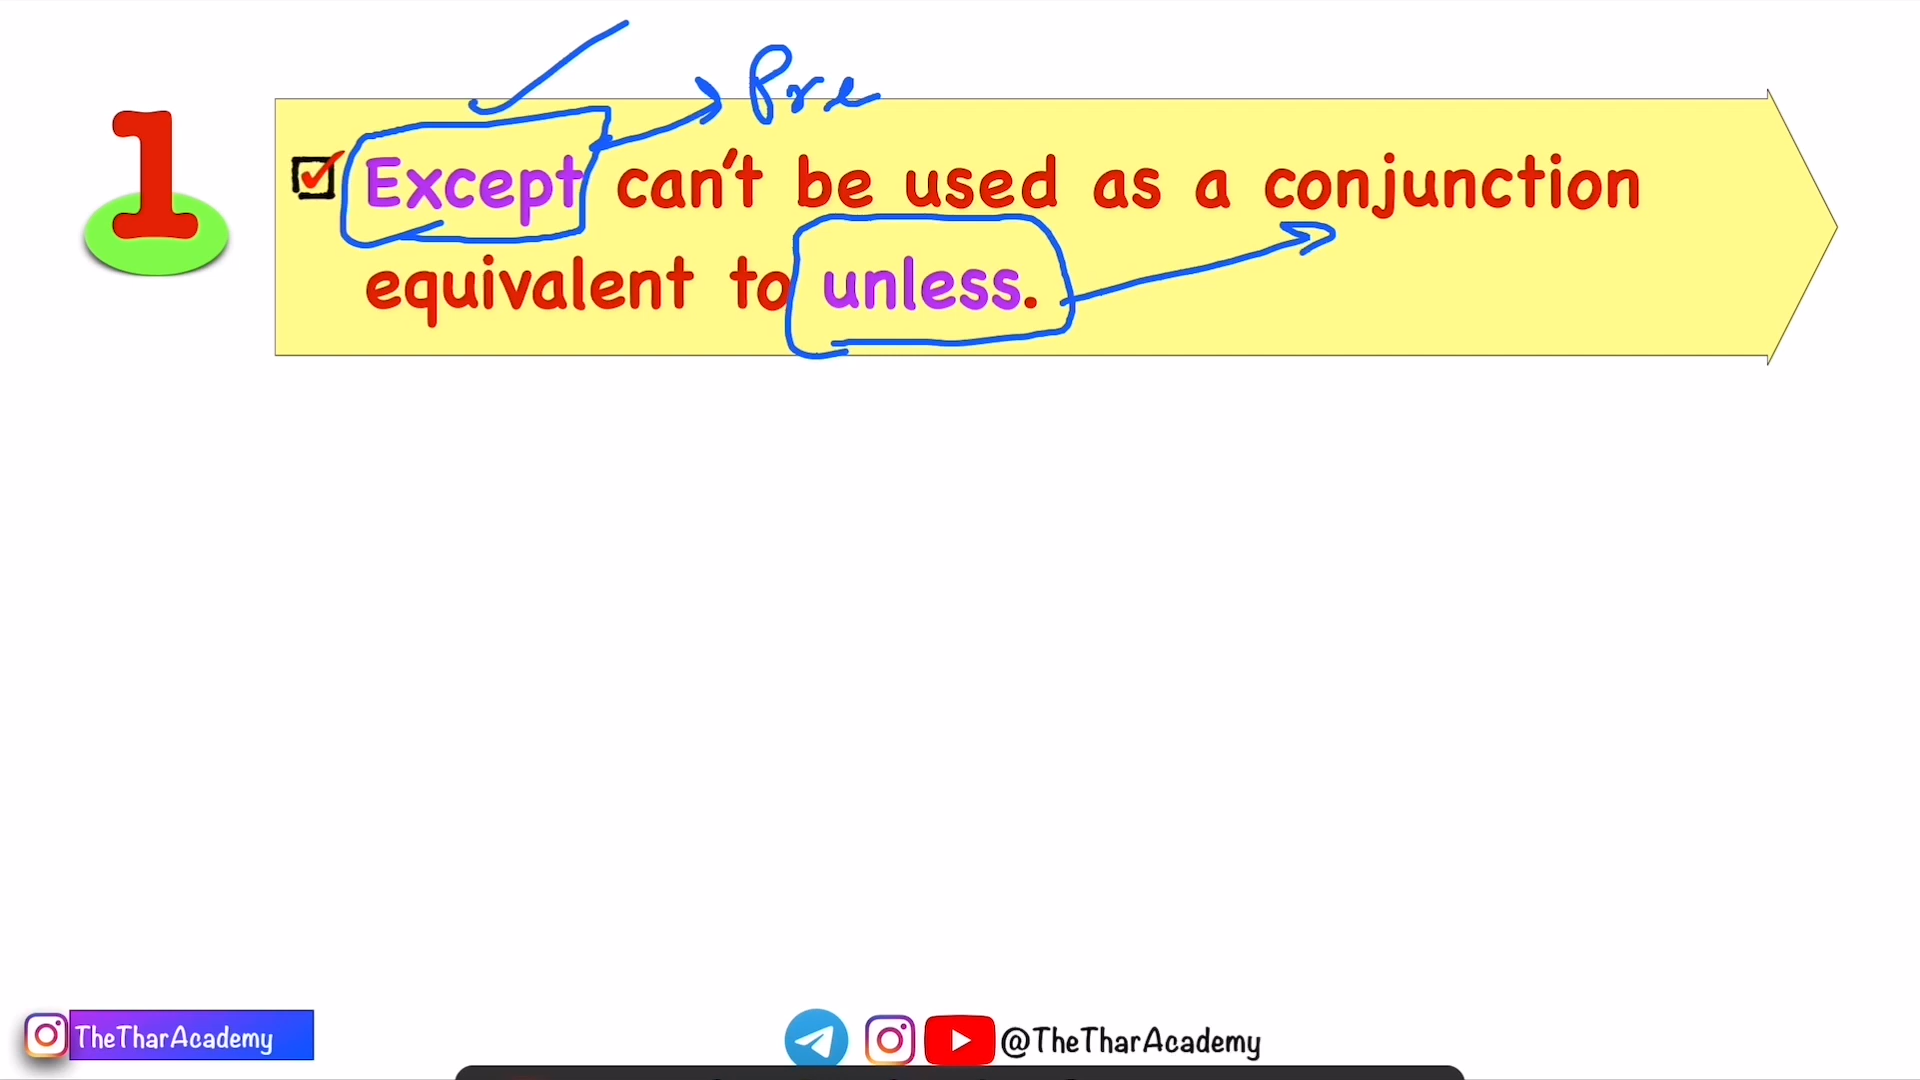 Pre
1
Except can't be used as a conjunction
equivalent to unless.
TheTharAcademy
@TheTharAcademy